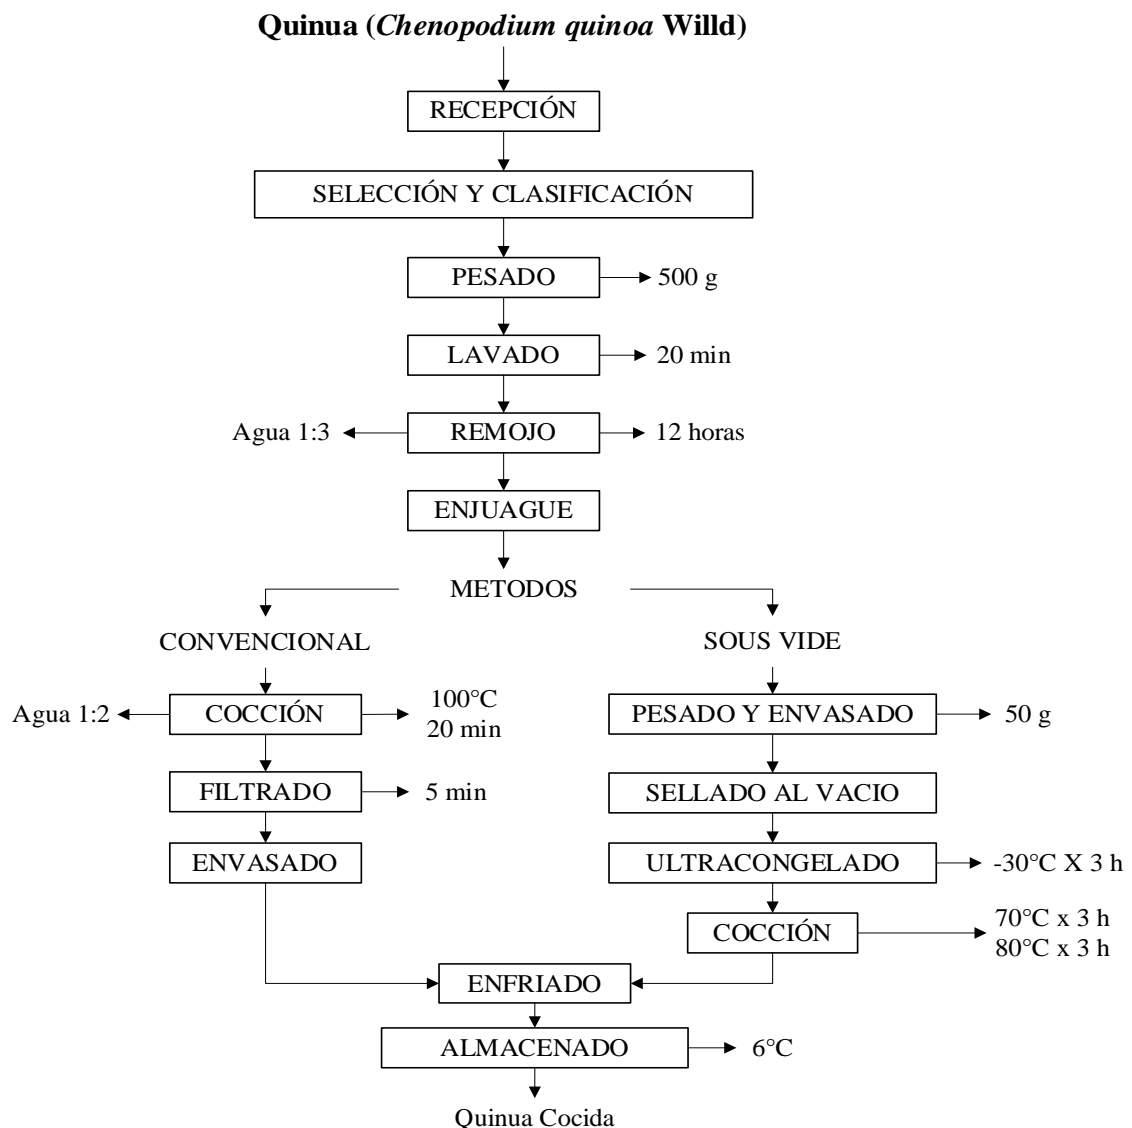 Quinua (Chenopodium quinoa Willd)
RECEPCIÓN
SELECCIÓN Y CLASIFICACIÓN
PESADO
500 g
LAVADO
20 min
Agua 1:3
REMOJO
12 horas
ENJUAGUE
METODOS
CONVENCIONAL
SOUS VIDE
Agua 1:2
COCCIÓN
100°C
20 min
PESADO Y ENVASADO
50 g
FILTRADO
5 min
SELLADO AL VACIO
ENVASADO
ULTRACONGELADO
-30°C X 3 h
COCCIÓN
70°C x 3 h
80°C x 3 h
ENFRIADO
ALMACENADO
6°C
Quinua Cocida